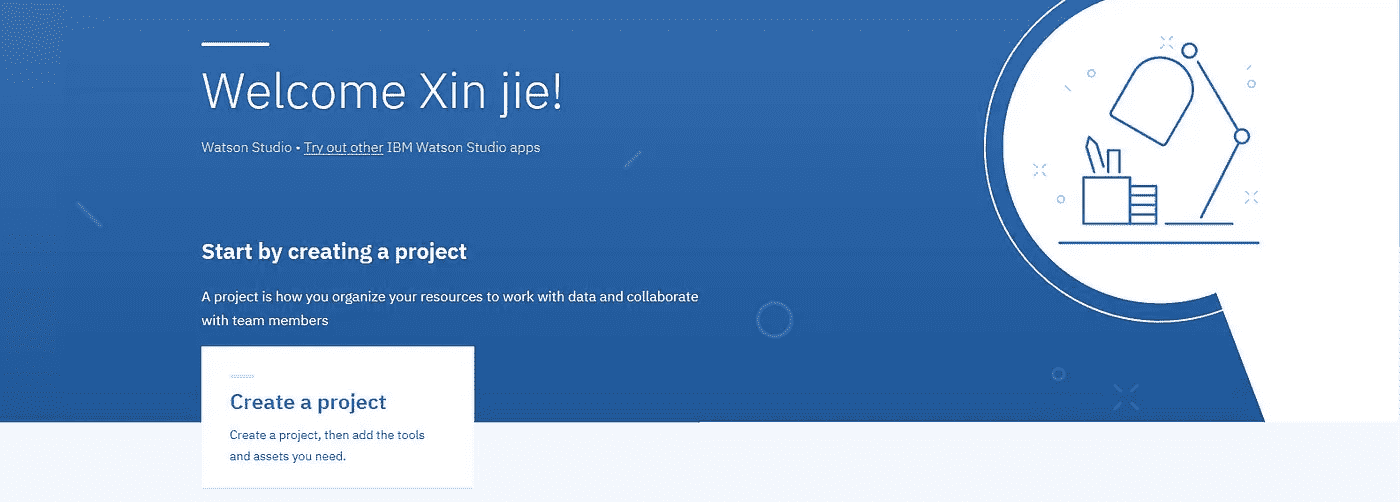 Welcome Xin jie!
Watson Studio • Try out other IBM Watson Studio apps
Start by creating a project
A project is how you organize your resources to work with data and collaborate
with team members
Create a project
Create a project, then add the tools
and assets you need.